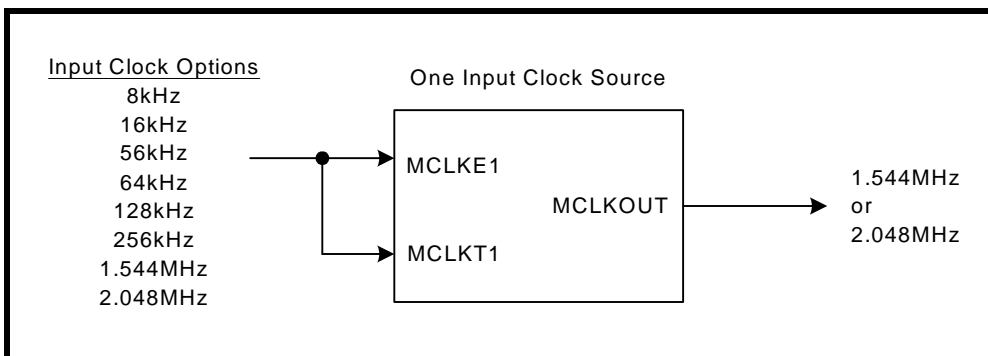 Input Clock Options
8kHz
16kHz
56kHz
64kHz
128kHz
256kHz
1.544MHz
2.048MHz
One Input Clock Source
MCLKE1
MCLKOUT
MCLKT1
1.544MHz
or
2.048MHz